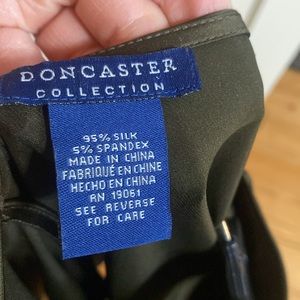 DONCASTER
COLLECTION
95% SILK
5% SPANDEX
MADE IN CHINA
FABRIQUÉ EN CHINE
HECHO EN CHINA
RN 19061
SEE REVERSE
FOR CARE